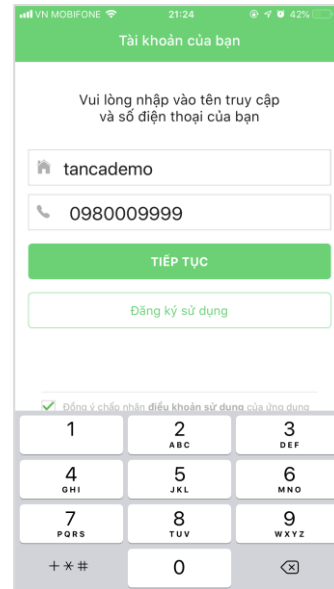 VN MOBIFONE 21:24 42%
Tài khoản của bạn
Vui lòng nhập vào tên truy cập
và số điện thoại của bạn
tancademo
0980009999
TIẾP TỤC
Đăng ký sử dụng
Đồng ý chấp nhận điều khoản sử dụng của ứng dụng
1 2 3
ABC DEF
4 5 6
GHI JKL MNO
7 8 9
PQRS TUV WXYZ
+*# 0